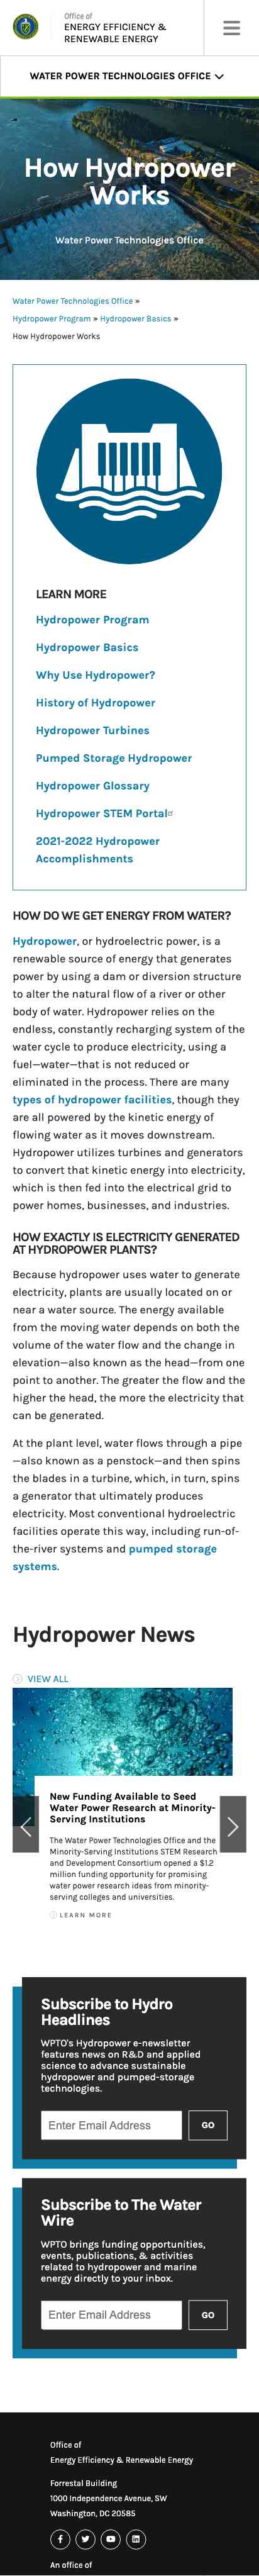 Office of
ENERGY EFFICIENCY &
RENEWABLE ENERGY
WATER POWER TECHNOLOGIES OFFICE
How Hydropower
Works
Water Power Technologies Office
Water Power Technologies Office »
Hydropower Program » Hydropower Basics »
How Hydropower Works
LEARN MORE
Hydropower Program
Hydropower Basics
Why Use Hydropower?
History of Hydropower
Hydropower Turbines
Pumped Storage Hydropower
Hydropower Glossary
Hydropower STEM Portal
2021-2022 Hydropower
Accomplishments
HOW DO WE GET ENERGY FROM WATER?
Hydropower, or hydroelectric power, is a
renewable source of energy that generates
power by using a dam or diversion structure
to alter the natural flow of a river or other
body of water. Hydropower relies on the
endless, constantly recharging system of the
water cycle to produce electricity, using a
fuel—water—that is not reduced or
eliminated in the process. There are many
types of hydropower facilities, though they
are all powered by the kinetic energy of
flowing water as it moves downstream.
Hydropower utilizes turbines and generators
to convert that kinetic energy into electricity,
which is then fed into the electrical grid to
power homes, businesses, and industries.
HOW EXACTLY IS ELECTRICITY GENERATED
AT HYDROPOWER PLANTS?
Because hydropower uses water to generate
electricity, plants are usually located on or
near a water source. The energy available
from the moving water depends on both the
volume of the water flow and the change in
elevation—also known as the head—from one
point to another. The greater the flow and the
higher the head, the more the electricity that
can be generated.
At the plant level, water flows through a pipe
—also known as a penstock—and then spins
the blades in a turbine, which, in turn, spins
a generator that ultimately produces
electricity. Most conventional hydroelectric
facilities operate this way, including run-of-
the-river systems and pumped storage
systems.
Hydropower News
VIEW ALL
New Funding Available to Seed
Water Power Research at Minority-
Serving Institutions
The Water Power Technologies Office and the
Minority-Serving Institutions STEM Research
and Development Consortium opened a $1.2
million funding opportunity for promising
water power research ideas from minority-
serving colleges and universities.
LEARN MORE
Subscribe to Hydro
Headlines
WPTO's Hydropower e-newsletter
features news on R&D and applied
science to advance sustainable
hydropower and pumped-storage
technologies.
Enter Email Address
GO
Subscribe to The Water
Wire
WPTO brings funding opportunities,
events, publications, & activities
related to hydropower and marine
energy directly to your inbox.
Enter Email Address
GO
Office of
Energy Efficiency & Renewable Energy
Forrestal Building
1000 Independence Avenue, SW
Washington, DC 20585
An office of